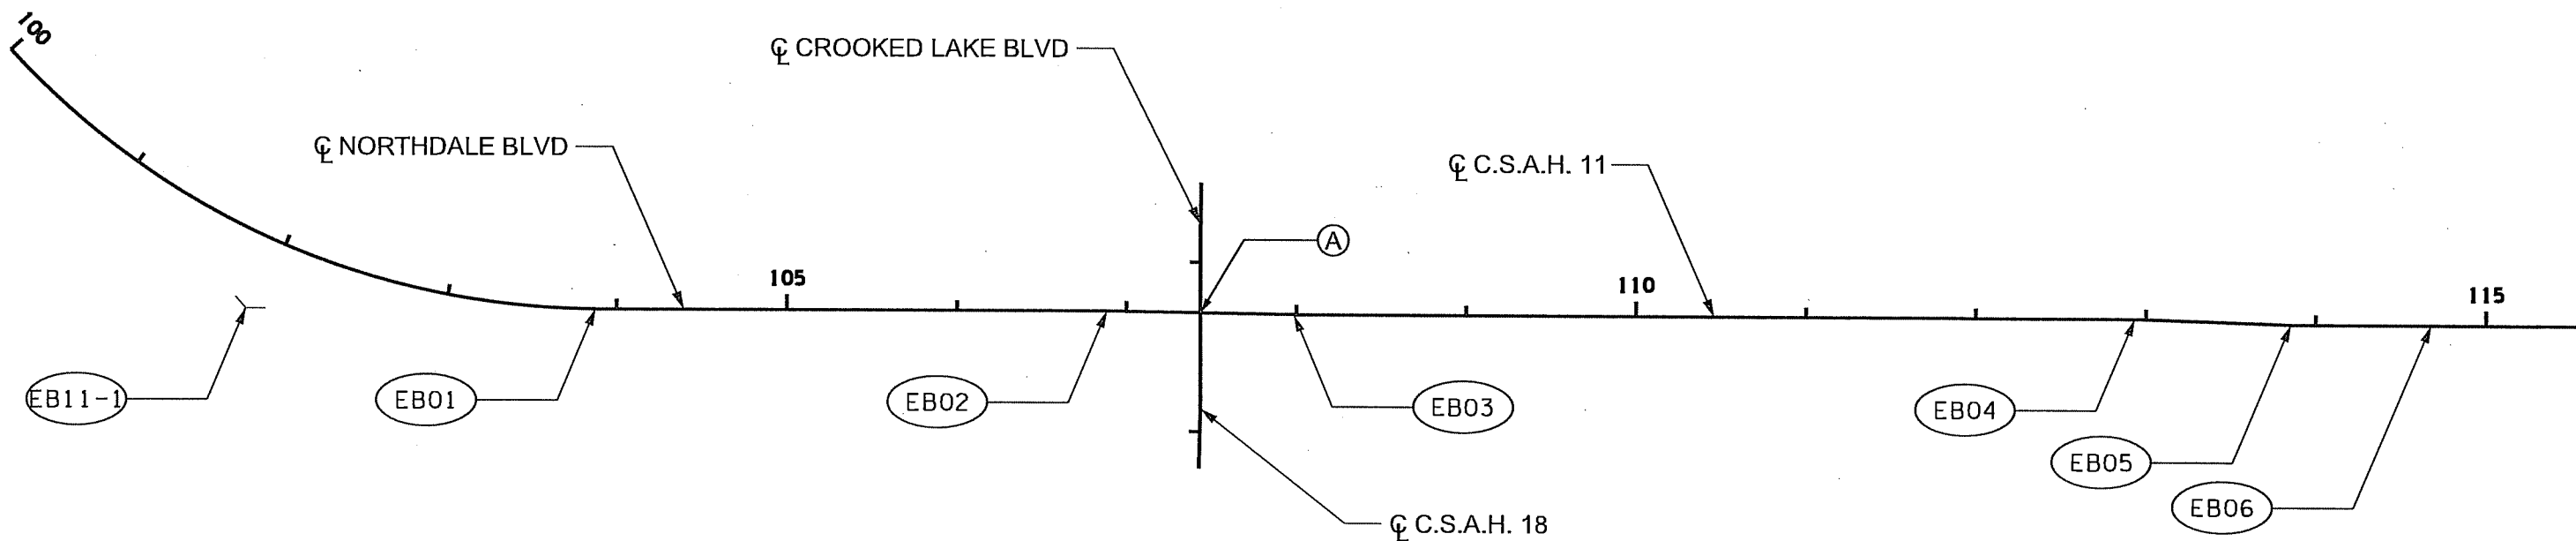 100
℄ CROOKED LAKE BLVD
℄ NORTHDALE BLVD
℄ C.S.A.H. 11
A
105
110
115
EB11-1
EB01
EB02
EB03
EB04
EB05
EB06
℄ C.S.A.H. 18